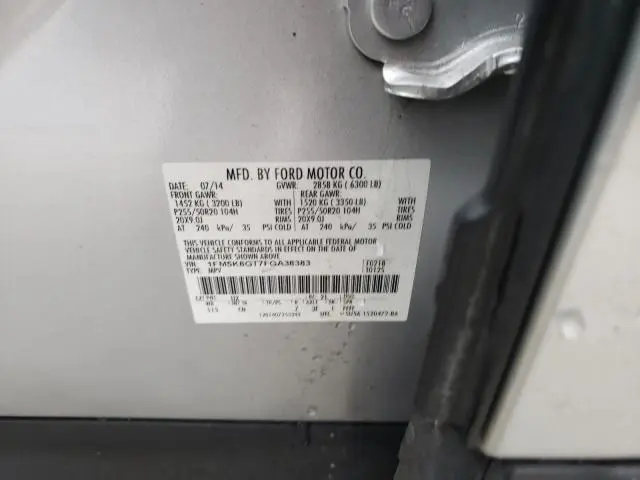 MFD. BY FORD MOTOR CO.
DATE: 07/14 GVWR: 2858 KG ( 6300 LB)
FRONT GAWR: REAR GAWR:
1452 KG ( 3200 LB) WITH 1520 KG ( 3350 LB) WITH
P255/50R20 104H TIRES P255/50R20 104H TIRES
20X9.0J RIMS 20X9.0J RIMS
AT 240 kPa/ 35 PSI COLD AT 240 kPa/ 35 PSI COLD
THIS VEHICLE CONFORMS TO ALL APPLICABLE FEDERAL MOTOR
VEHICLE SAFETY STANDARDS IN EFFECT ON THE DATE OF
MANUFACTURE SHOWN ABOVE.
VIN: 1FM5K8GT7FGA38383 F0218
TYPE: MPV T0125